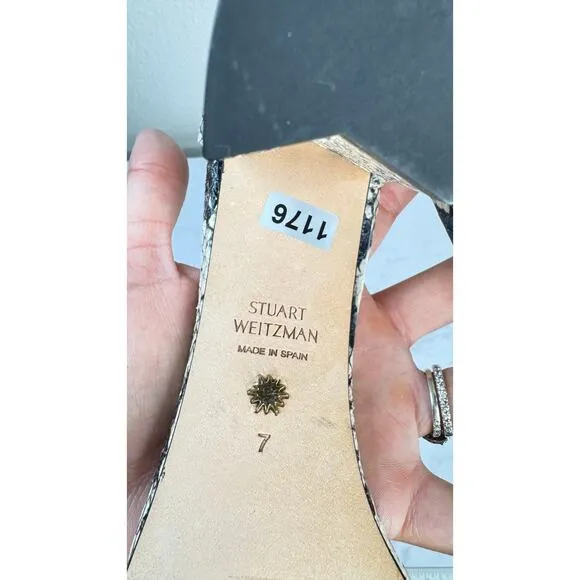 1176
STUART
WEITZMAN
MADE IN SPAIN
7